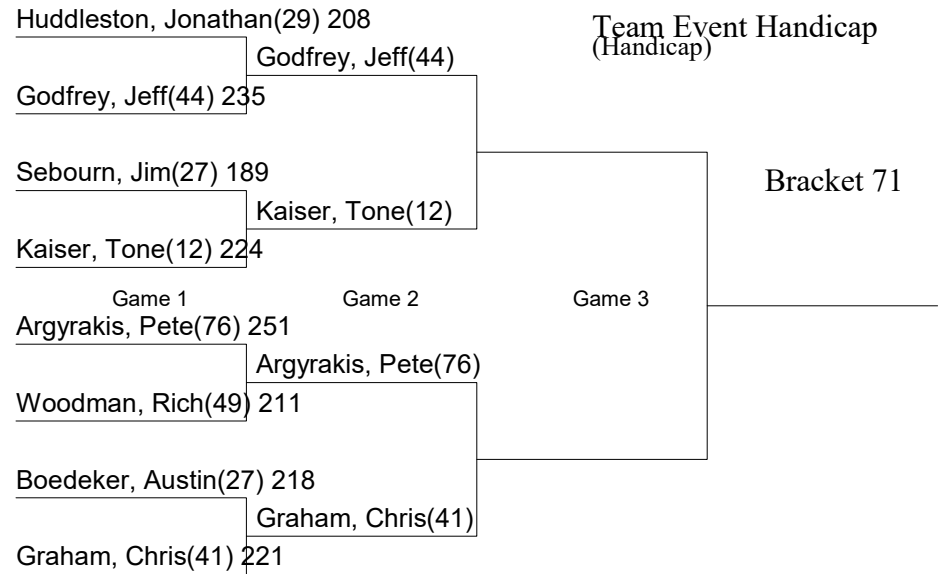 Huddleston, Jonathan(29) 208
Team Event Handicap
(Handicap)
Godfrey, Jeff(44)
Godfrey, Jeff(44) 235
Sebourn, Jim(27) 189
Bracket 71
Kaiser, Tone(12)
Kaiser, Tone(12) 224
Game 1
Game 2
Game 3
Argyrakis, Pete(76) 251
Argyrakis, Pete(76)
Woodman, Rich(49) 211
Boedeker, Austin(27) 218
Graham, Chris(41)
Graham, Chris(41) 221